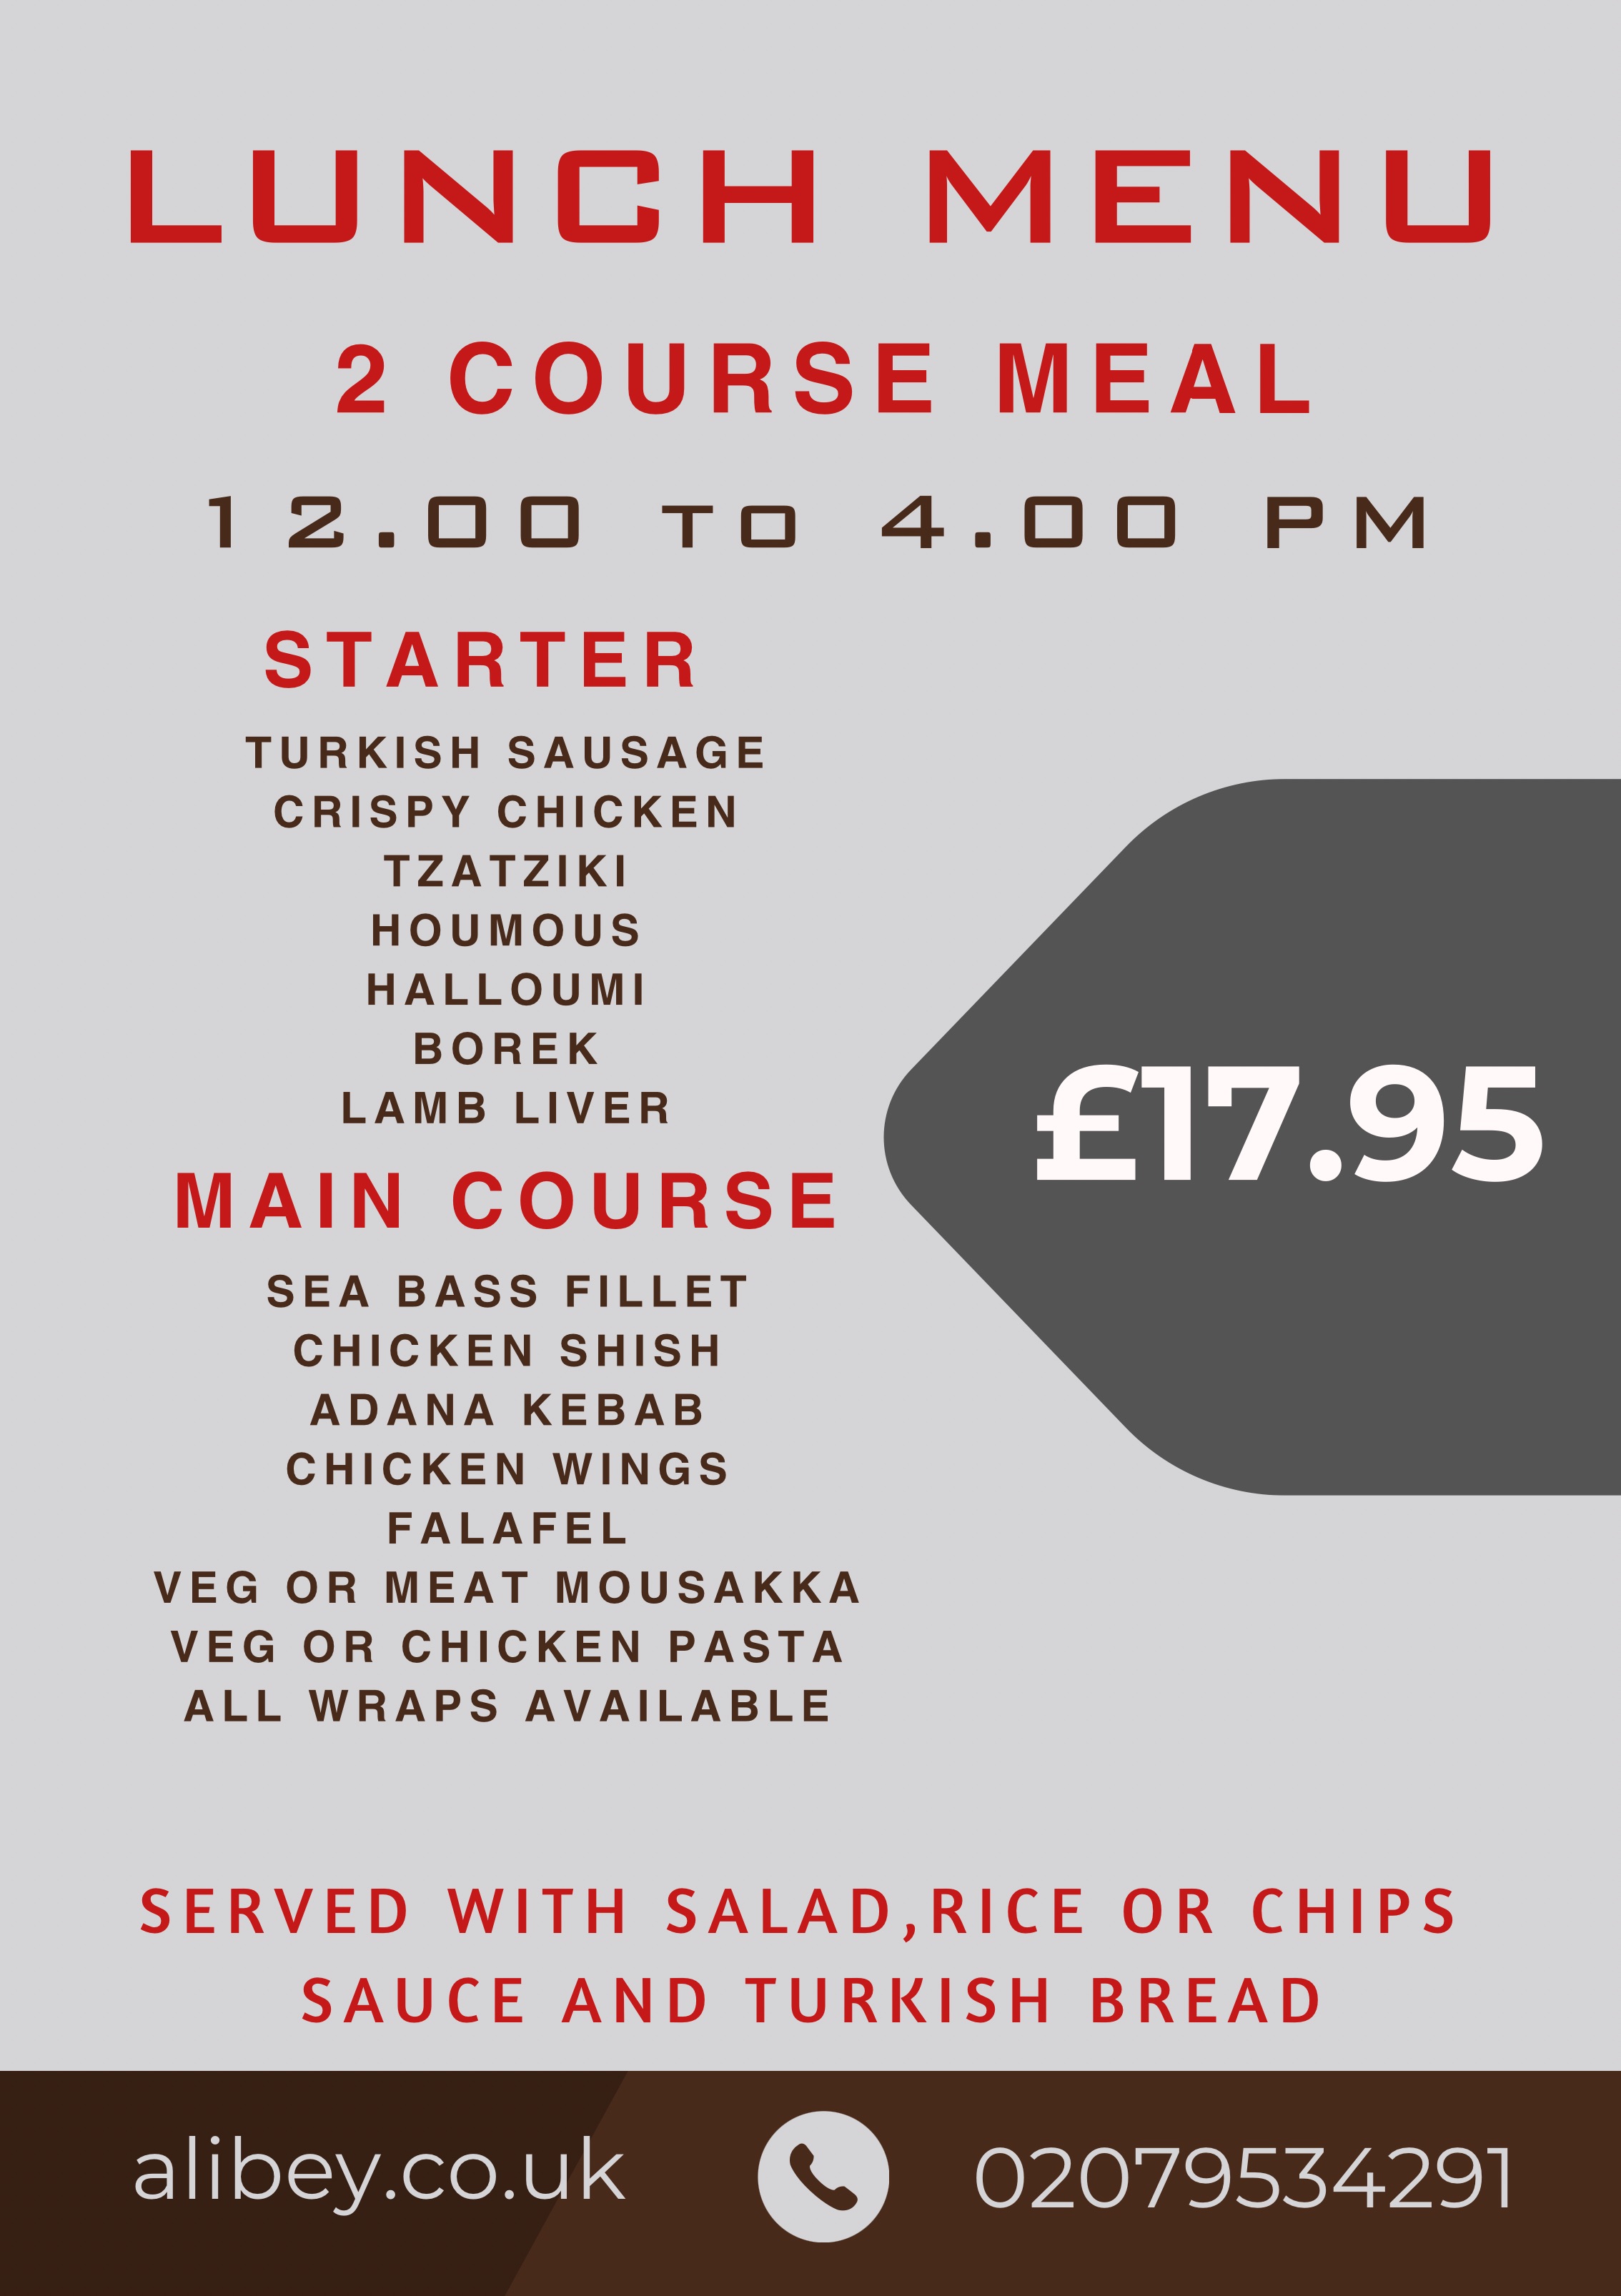 LUNCH MENU
2 COURSE MEAL
12.00 TO 4.00 PM
STARTER
TURKISH SAUSAGE
CRISPY CHICKEN
TZATZIKI
HOUMOUS
HALLOUMI
BOREK
LAMB LIVER
£17.95
MAIN COURSE
SEA BASS FILLET
CHICKEN SHISH
ADANA KEBAB
CHICKEN WINGS
FALAFEL
VEG OR MEAT MOUSAKKA
VEG OR CHICKEN PASTA
ALL WRAPS AVAILABLE
SERVED WITH SALAD,RICE OR CHIPS
SAUCE AND TURKISH BREAD
alibey.co.uk 02079534291